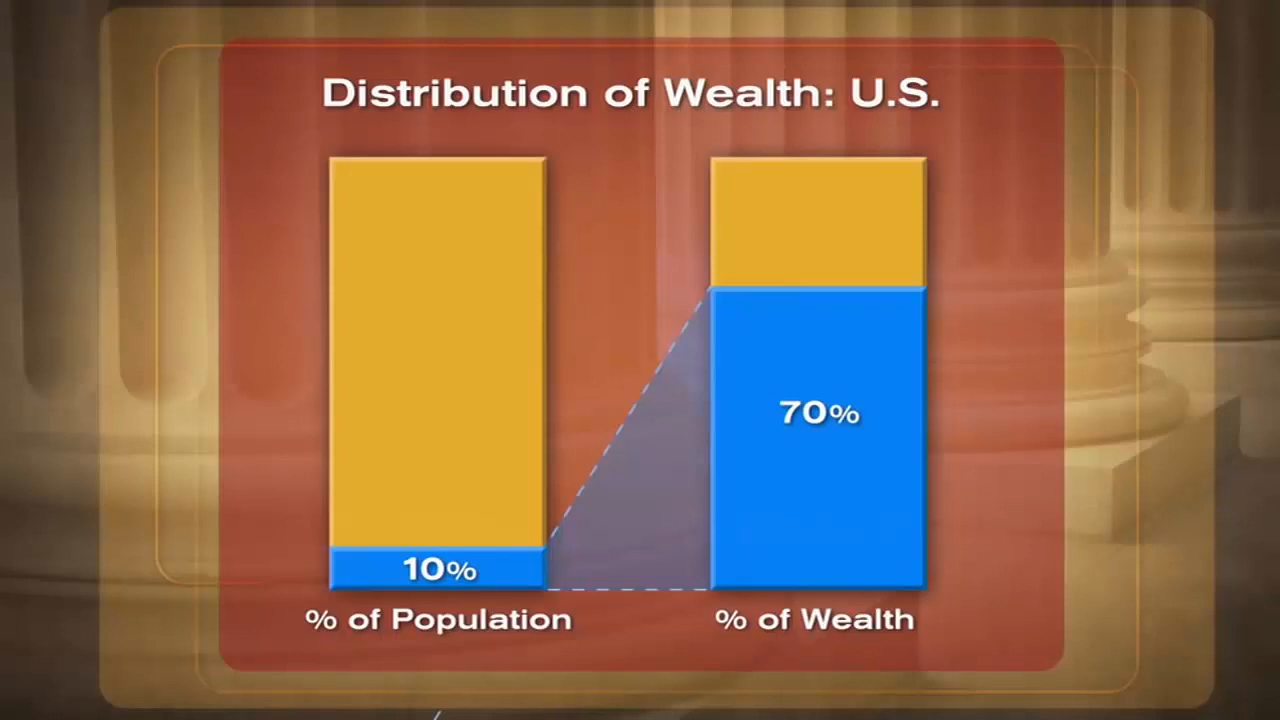 Distribution of Wealth: U.S.
70%
10%
% of Population
% of Wealth